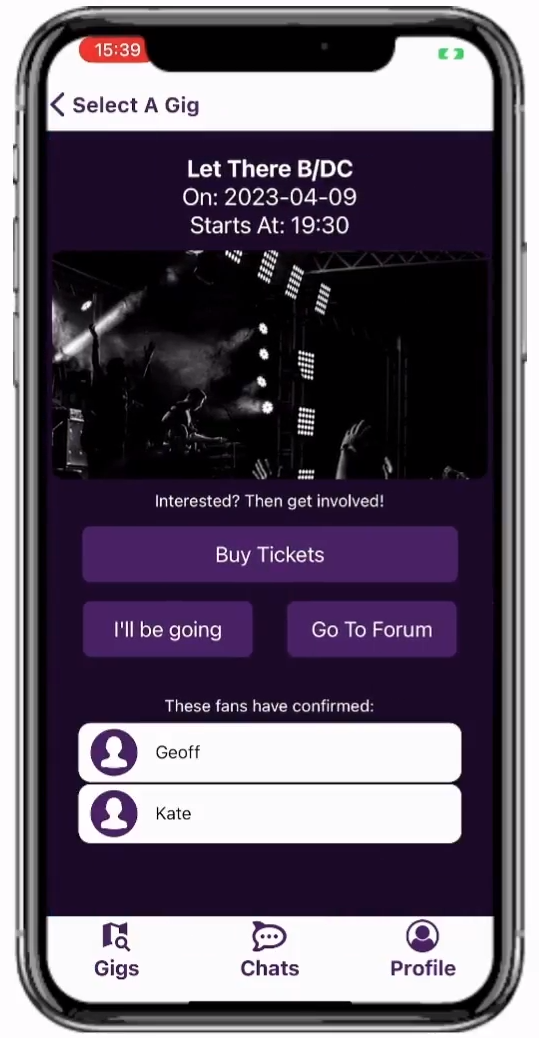 15:39
Select A Gig
Let There B/DC
On: 2023-04-09
Starts At: 19:30
Interested? Then get involved!
Buy Tickets
I'll be going
Go To Forum
These fans have confirmed:
Geoff
Kate
Gigs
Chats
Profile